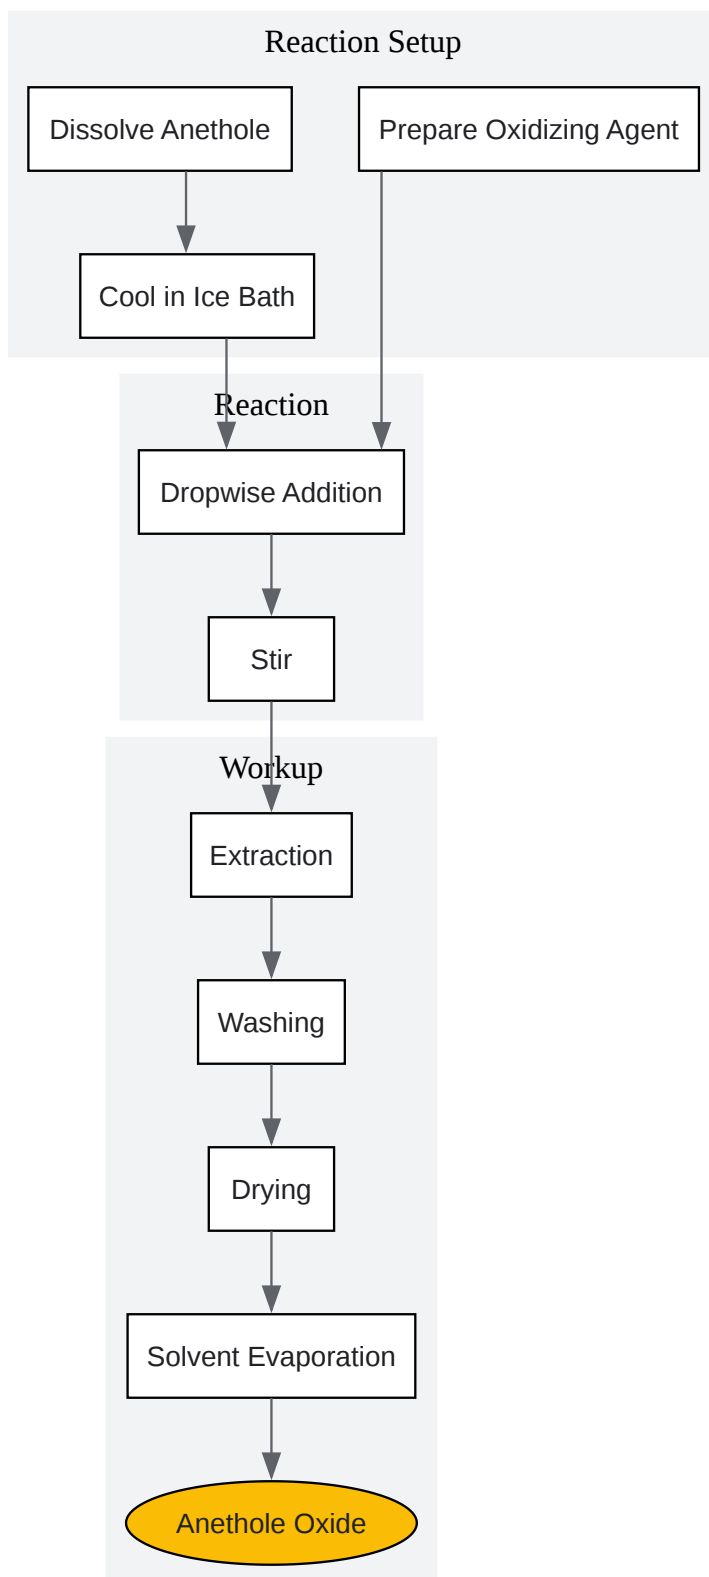 Reaction Setup
Dissolve Anethole
Prepare Oxidizing Agent
Cool in Ice Bath
Reaction
Dropwise Addition
Stir
Workup
Extraction
Washing
Drying
Solvent Evaporation
Anethole Oxide